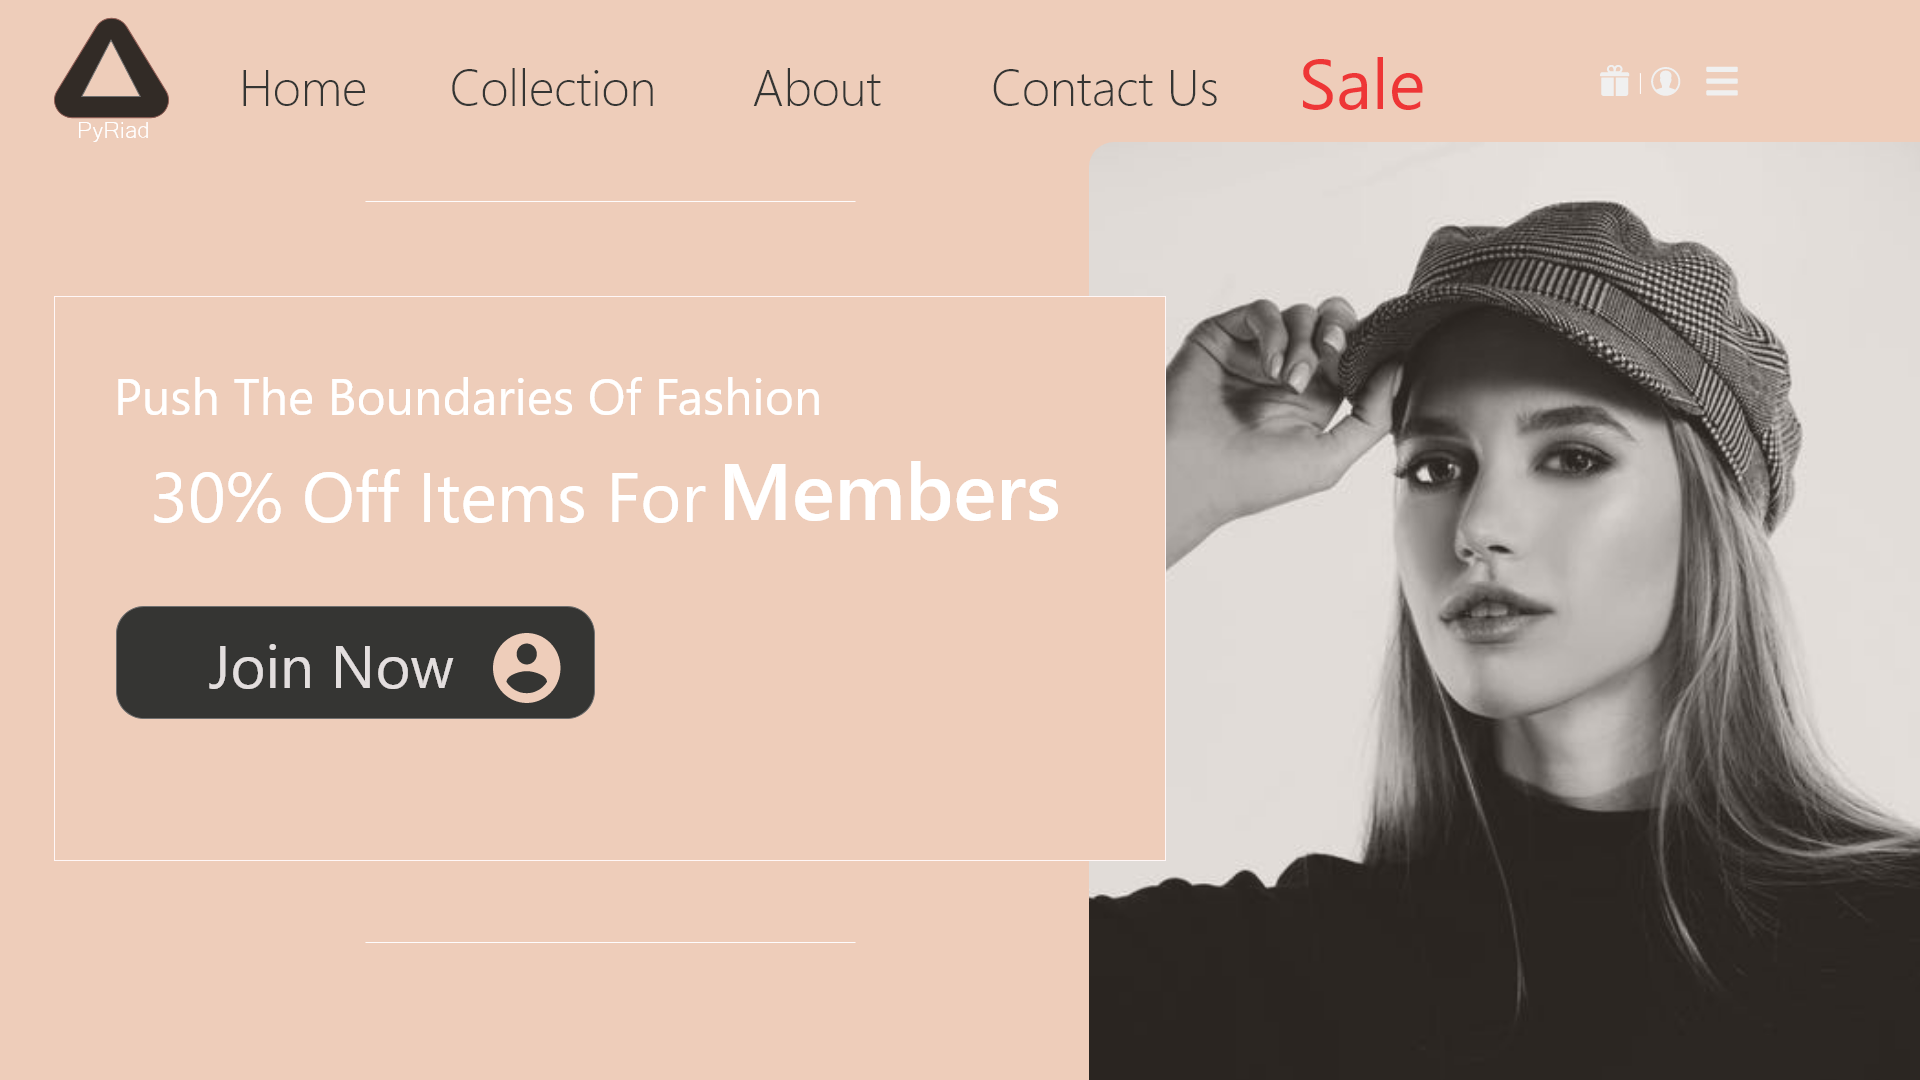 PyRiad
Home Collection About Contact Us Sale
Push The Boundaries Of Fashion
30% Off Items For Members
Join Now